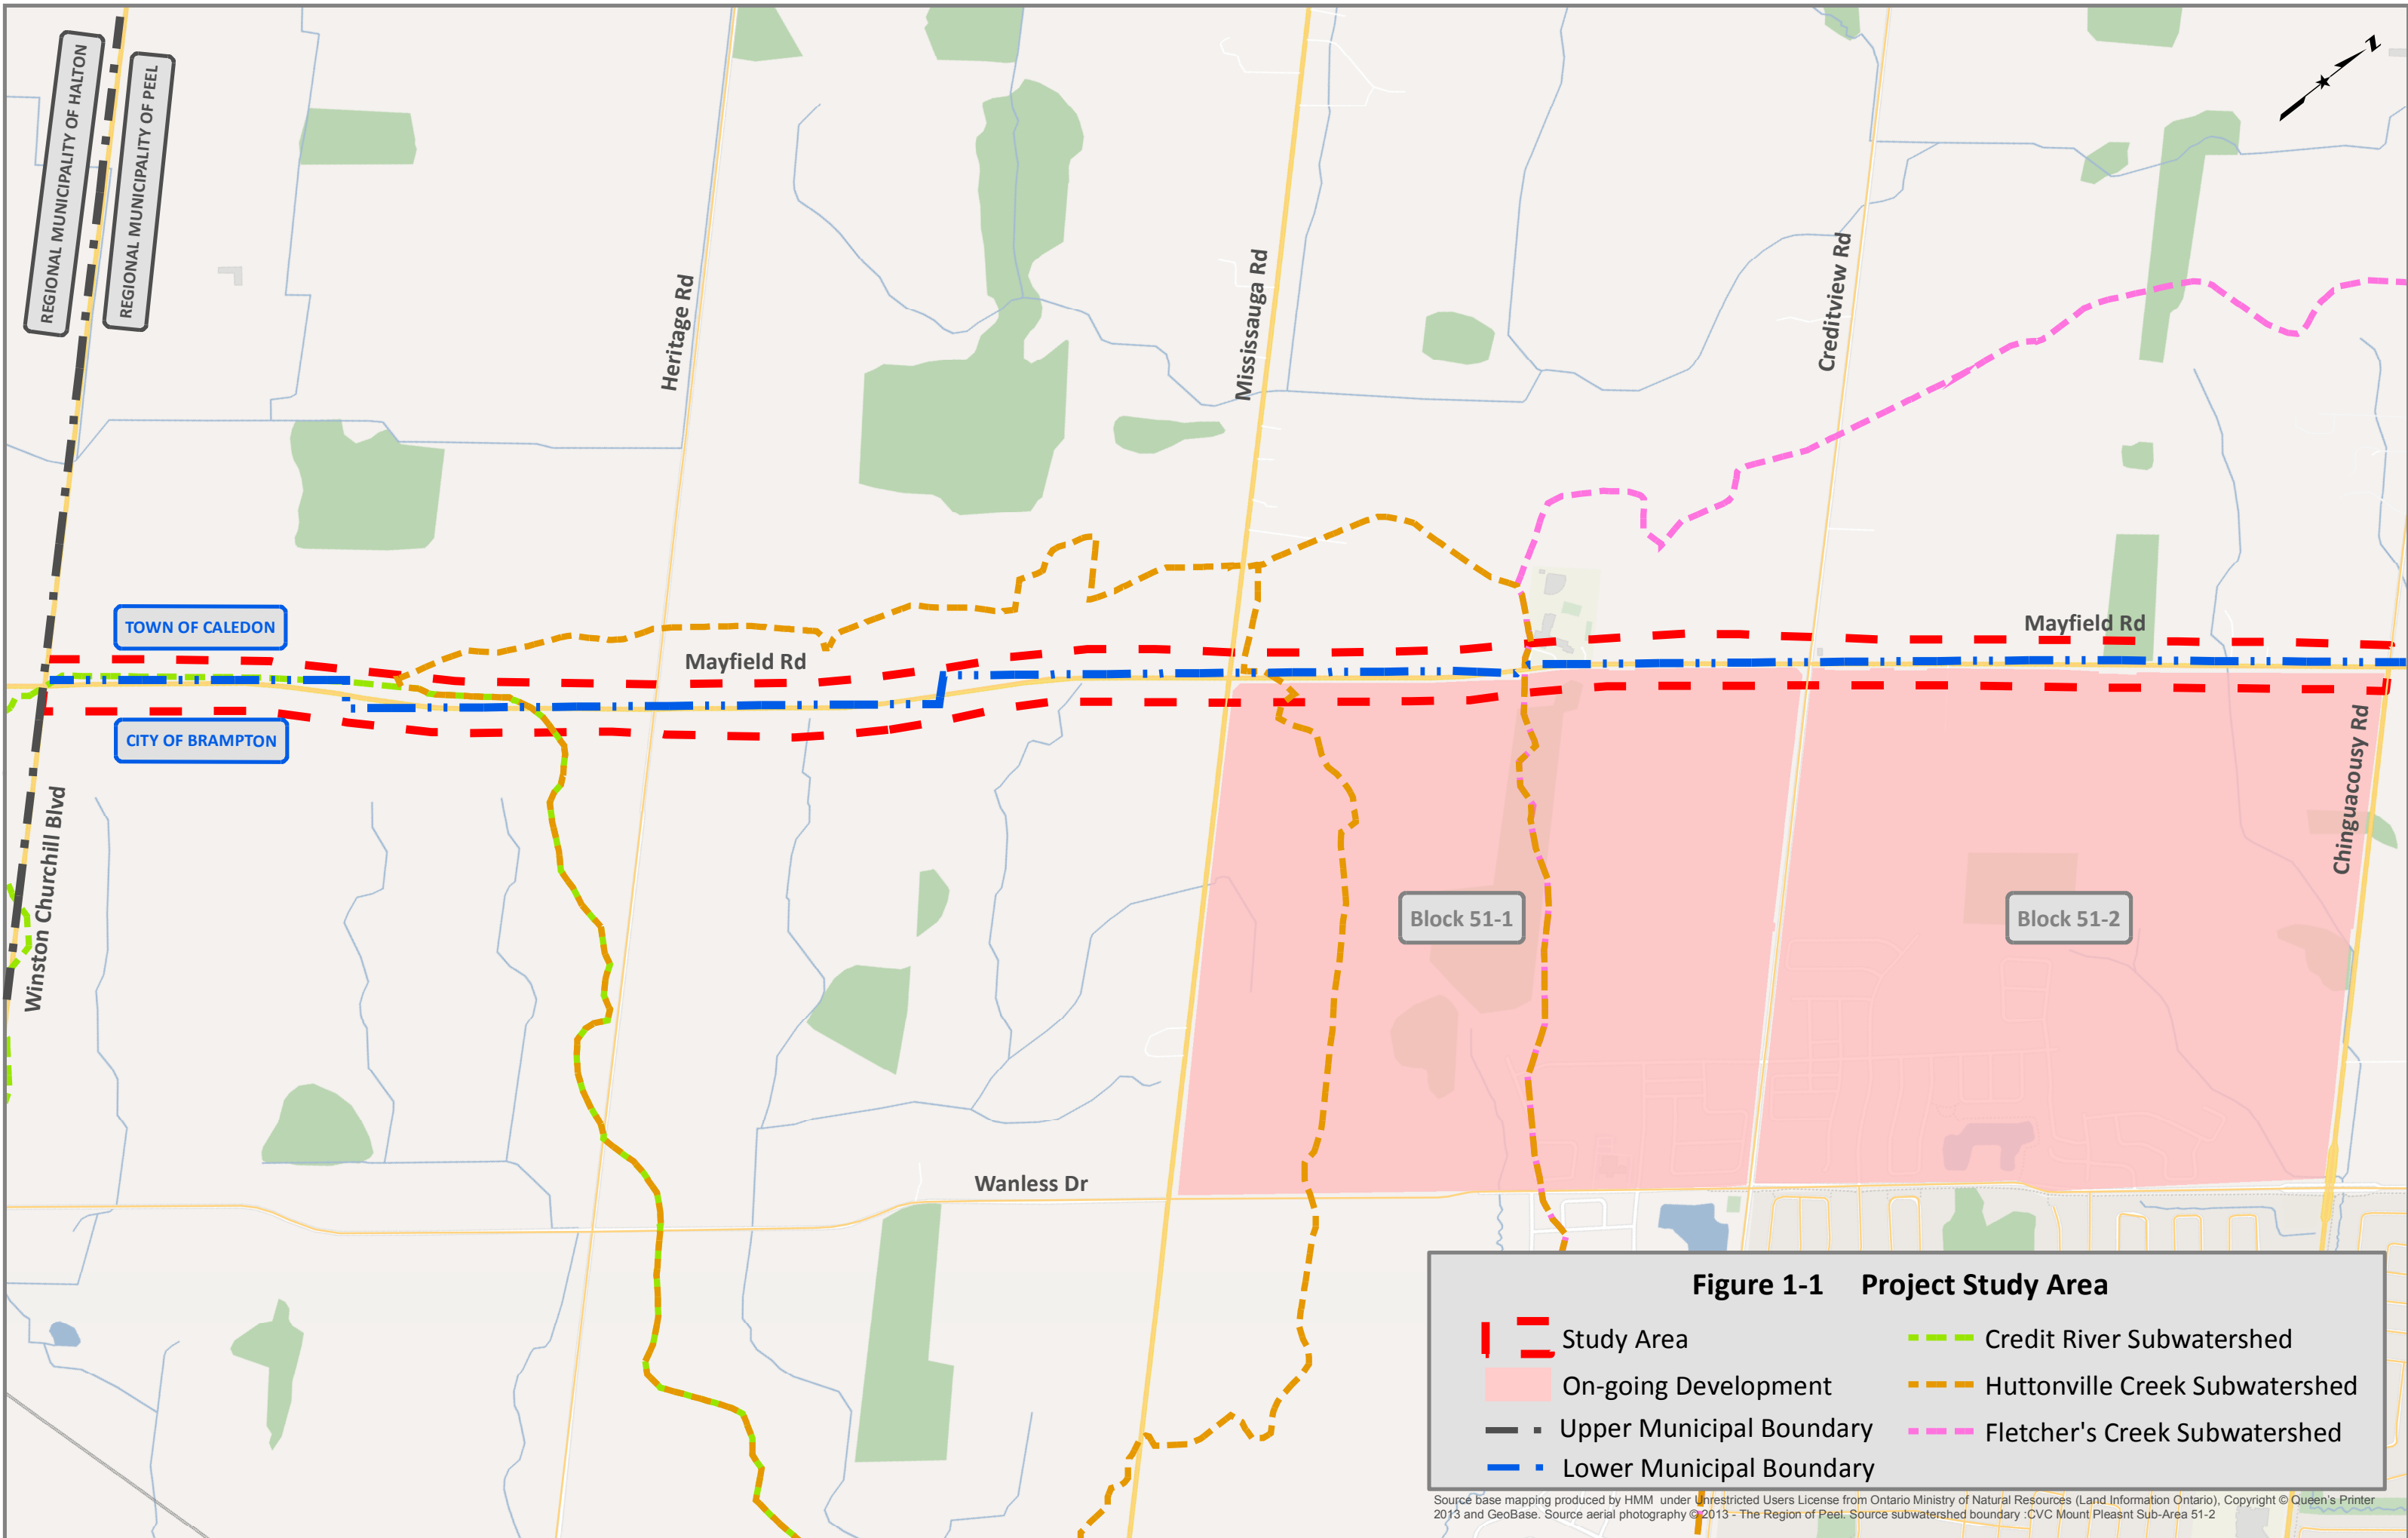 REGIONAL MUNICIPALITY OF HALTON
REGIONAL MUNICIPALITY OF PEEL
N
Heritage Rd
Mississauga Rd
Creditview Rd
TOWN OF CALEDON
Mayfield Rd
Mayfield Rd
CITY OF BRAMPTON
Winston Churchill Blvd
Chinguacousy Rd
Block 51-1
Block 51-2
Wanless Dr
Figure 1-1 Project Study Area
Study Area
On-going Development
Upper Municipal Boundary
Lower Municipal Boundary
Credit River Subwatershed
Huttonville Creek Subwatershed
Fletcher's Creek Subwatershed
Source base mapping produced by HMM under Unrestricted Users License from Ontario Ministry of Natural Resources (Land Information Ontario), Copyright © Queen's Printer
2013 and GeoBase. Source aerial photography © 2013 - The Region of Peel. Source subwatershed boundary :CVC Mount Pleasnt Sub-Area 51-2